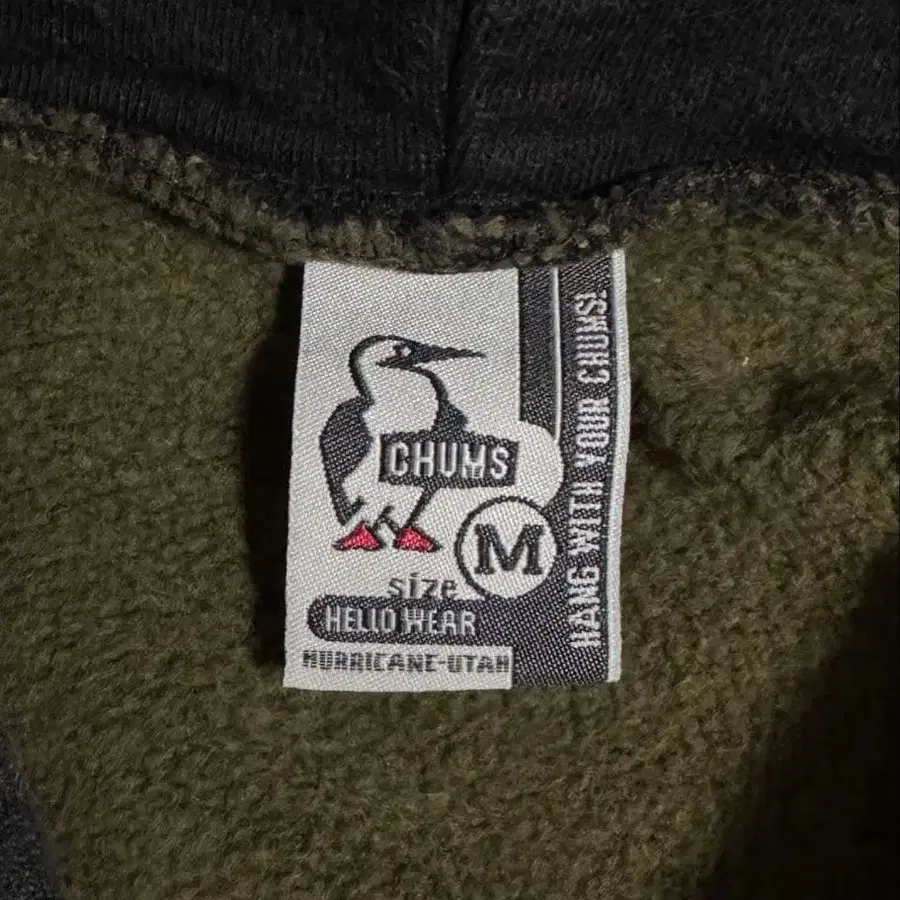 CHUMS
M
size
HELLO WEAR
HURRICANE-UTAH
HANG WITH YOUR CHUMS!